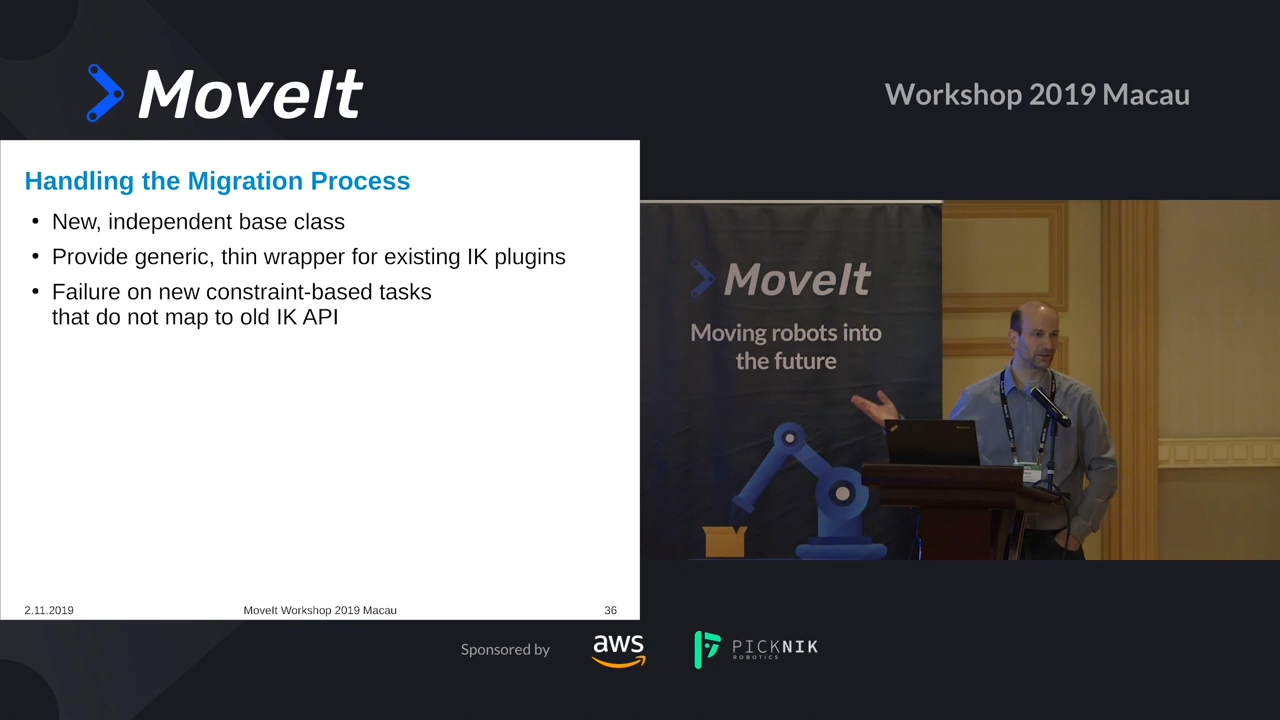 MoveIt
Workshop 2019 Macau
Handling the Migration Process
• New, independent base class
• Provide generic, thin wrapper for existing IK plugins
• Failure on new constraint-based tasks
that do not map to old IK API
2.11.2019
MoveIt Workshop 2019 Macau
36
MoveIt
Moving robots into
the future
Sponsored by
aws
PICKNIK
ROBOTICS